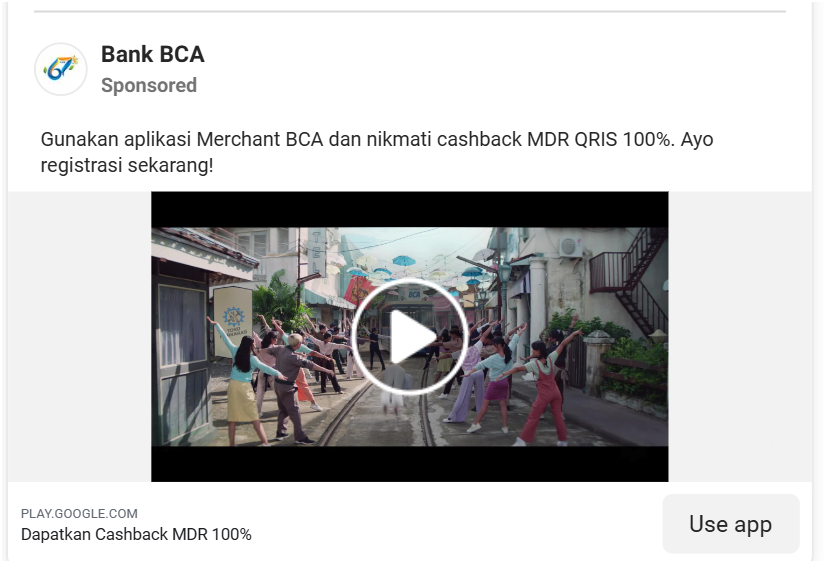 67
Bank BCA
Sponsored
Gunakan aplikasi Merchant BCA dan nikmati cashback MDR QRIS 100%. Ayo
registrasi sekarang!
BCA
PLAY.GOOGLE.COM
Dapatkan Cashback MDR 100%
Use app